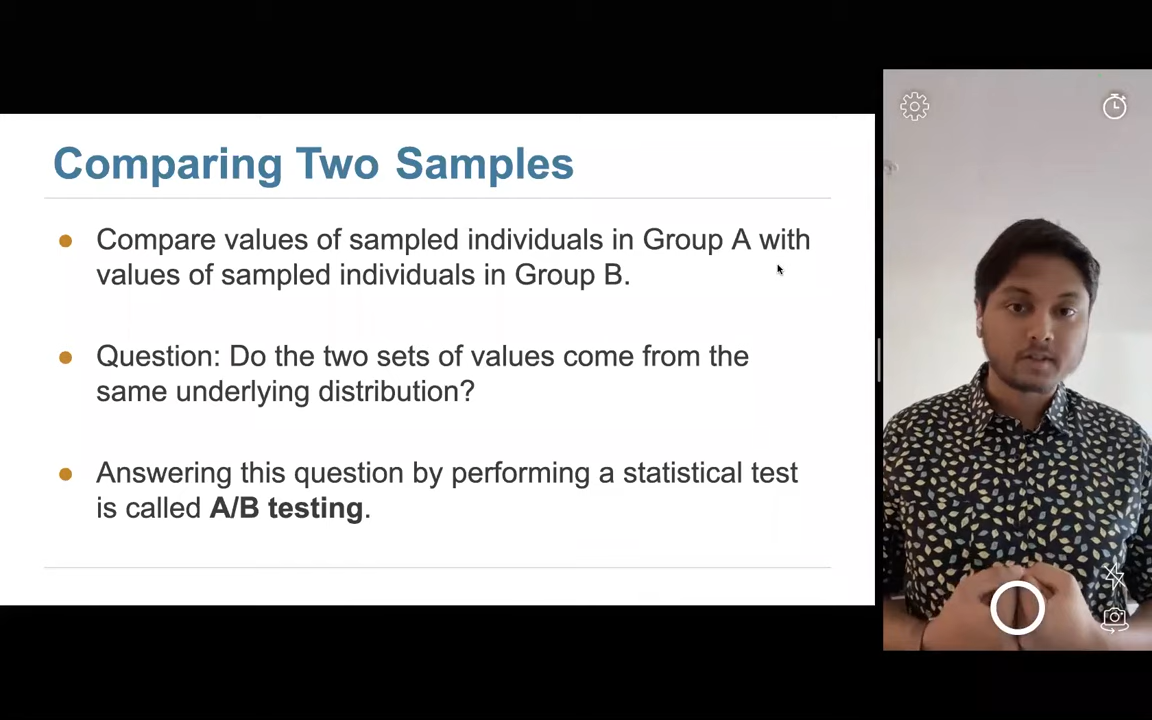 Comparing Two Samples
● Compare values of sampled individuals in Group A with
values of sampled individuals in Group B.
● Question: Do the two sets of values come from the
same underlying distribution?
● Answering this question by performing a statistical test
is called A/B testing.